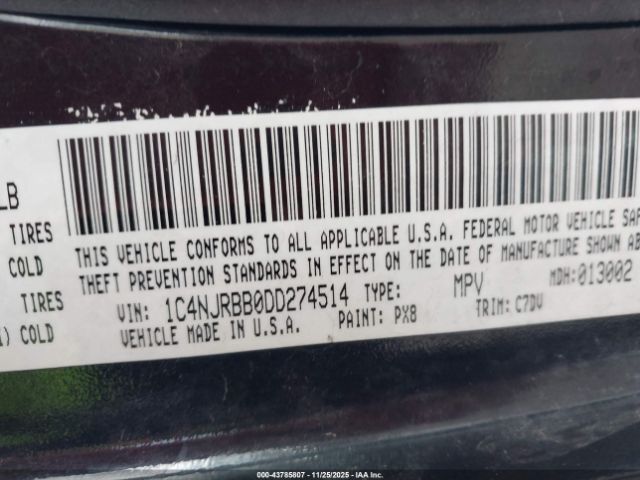 LB
TIRES
COLD
TIRES
) COLD
THIS VEHICLE CONFORMS TO ALL APPLICABLE U.S.A. FEDERAL MOTOR VEHICLE SA
THEFT PREVENTION STANDARDS IN EFFECT ON THE DATE OF MANUFACTURE SHOWN AB
VIN: 1C4NJRBB0DD274514 TYPE: MPV MDH: 013002
VEHICLE MADE IN U.S.A. PAINT: PX8 TRIM: C7DV
000-43785807 - 11/25/2025 - IAA Inc.